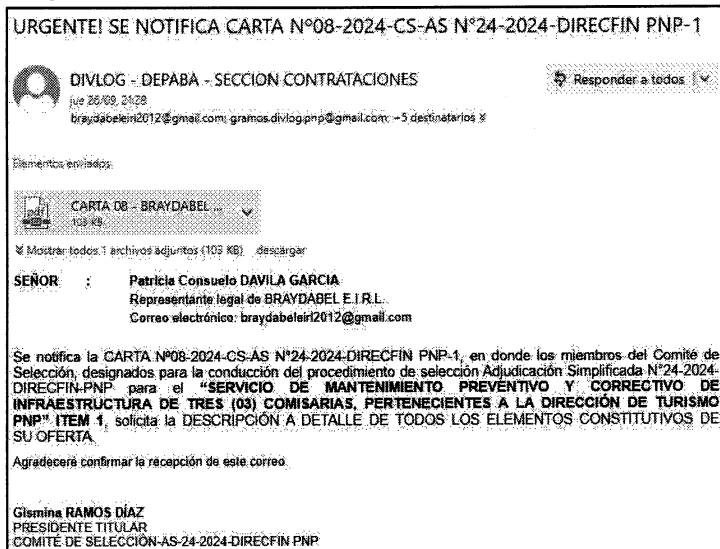 URGENTE! SE NOTIFICA CARTA Nº08-2024-CS-AS N°24-2024-DIRECFIN PNP-1
DIVLOG - DEPABA - SECCION CONTRATACIONES
Responder a todos
jue 26/09, 21:28
braydabeleiri2012@gmail.com; gramos.divlog.pnp@gmail.com; +5 destinatarios
Elementos enviados
pdf
CARTA 08 - BRAYDABEL ...
103 KB
Mostrar todos 1 archivos adjuntos (103 KB) descargar
SEÑOR : Patricia Consuelo DAVILA GARCIA
Representante legal de BRAYDABEL E.I.R.L.
Correo electrónico: braydabeleirl2012@gmail.com
Se notifica la CARTA Nº08-2024-CS-AS N°24-2024-DIRECFIN PNP-1, en donde los miembros del Comité de
Selección, designados para la conducción del procedimiento de selección Adjudicación Simplificada N°24-2024-
DIRECFIN-PNP para el "SERVICIO DE MANTENIMIENTO PREVENTIVO Y CORRECTIVO DE
INFRAESTRUCTURA DE TRES (03) COMISARIAS, PERTENECIENTES A LA DIRECCIÓN DE TURISMO
PNP" ITEM 1, solicita la DESCRIPCIÓN A DETALLE DE TODOS LOS ELEMENTOS CONSTITUTIVOS DE
SU OFERTA
Agradeceré confirmar la recepción de este correo
Gismina RAMOS DÍAZ
PRESIDENTE TITULAR
COMITÉ DE SELECCIÓN-AS-24-2024-DIRECFIN PNP